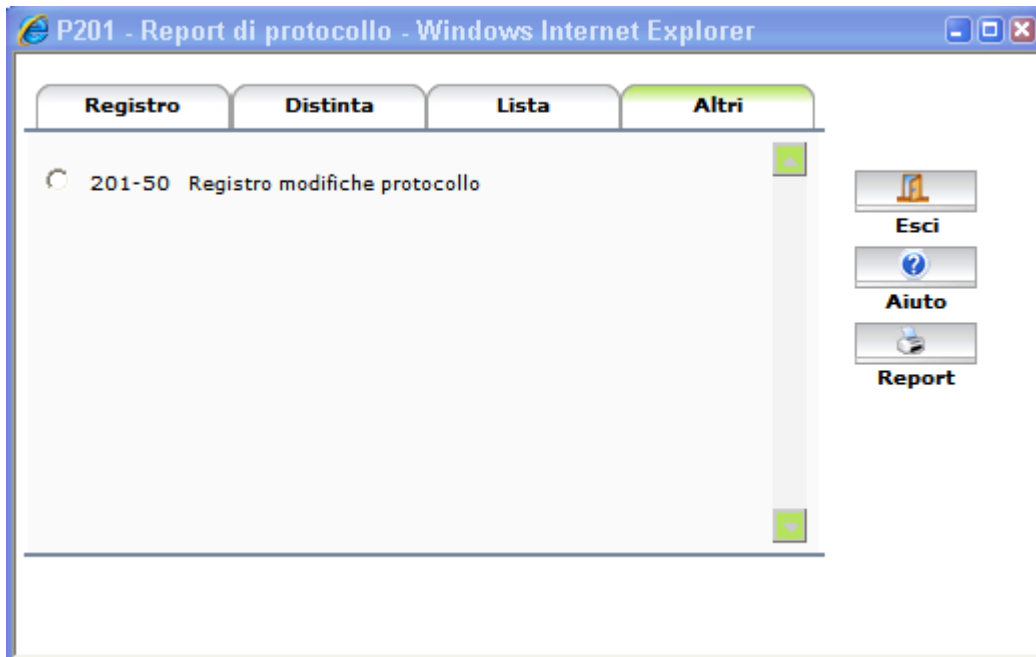 P201 - Report di protocollo - Windows Internet Explorer
Registro Distinta Lista Altri
201-50 Registro modifiche protocollo
Esci
Aiuto
Report